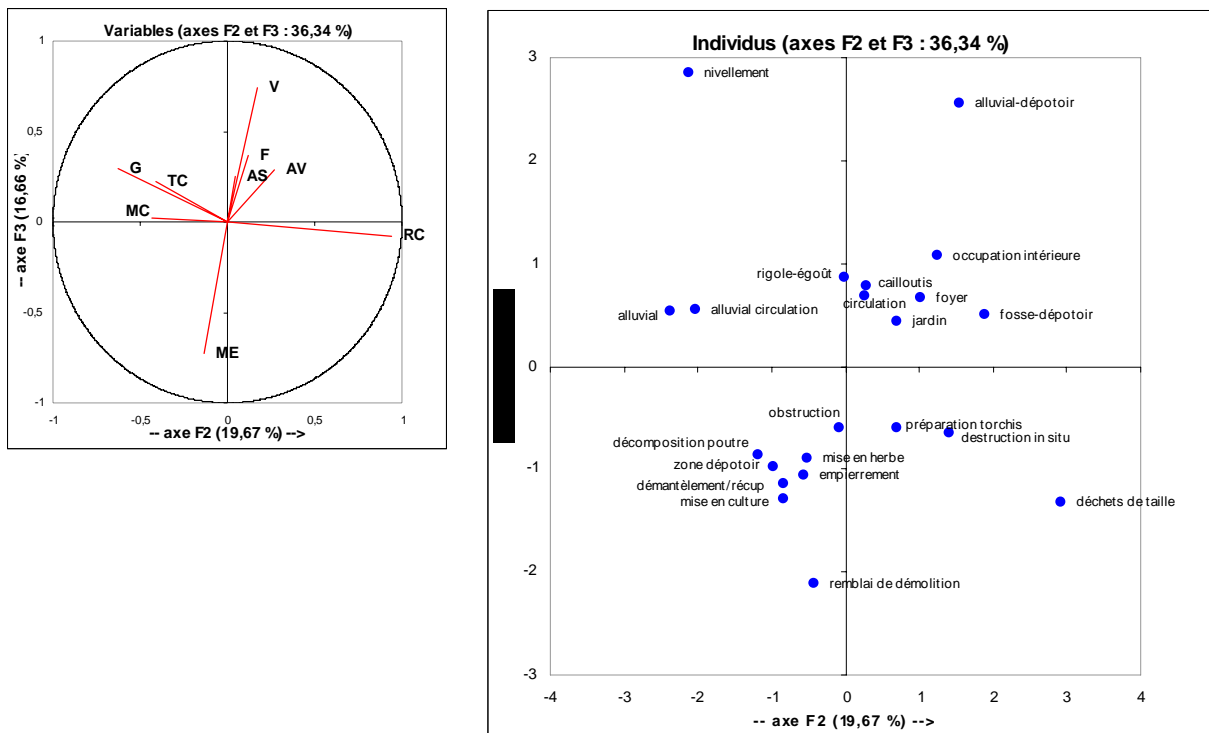 Variables (axes F2 et F3 : 36,34 %)
1
V
0,5
F
G
AV
TC
AS
MC
0
RC
-0,5
ME
-1
-1
-0,5
0
0,5
1
-- axe F2 (19,67 %) -->
-- axe F3 (16,66 %)
Individus (axes F2 et F3 : 36,34 %)
3
nivellement
alluvial-dépotoir
2
occupation intérieure
1
rigole-égoût
cailloutis
circulation
foyer
alluvial
alluvial circulation
jardin
fosse-dépotoir
0
obstruction
préparation torchis
destruction in situ
décomposition poutre
mise en herbe
-1
zone dépotoir
empierrement
démantèlement/récup
mise en culture
déchets de taille
-2
remblai de démolition
-3
-4
-3
-2
-1
0
1
2
3
4
-- axe F2 (19,67 %) -->